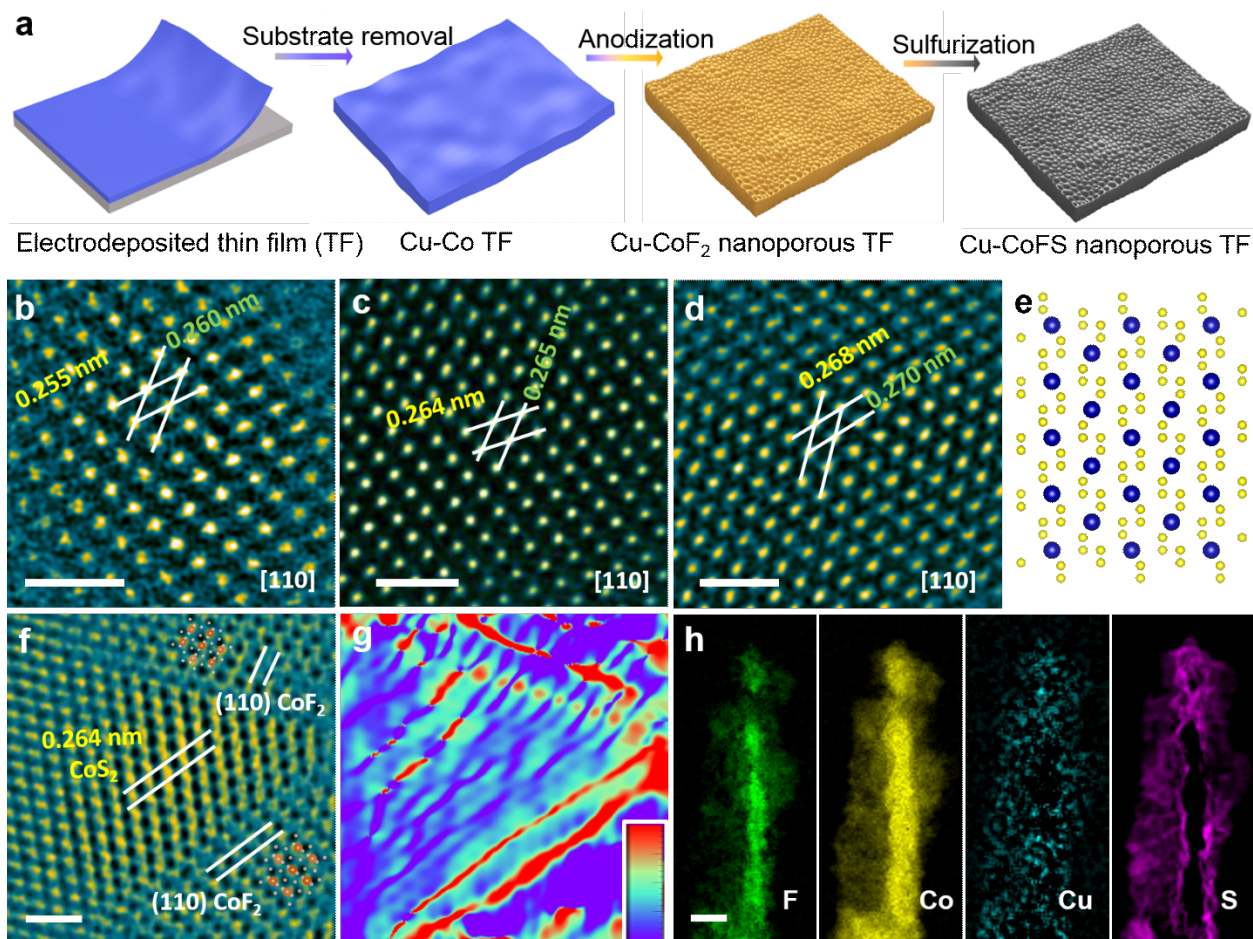 a
Substrate removal
Anodization
Sulfurization
Electrodeposited thin film (TF)
Cu-Co TF
Cu-CoF₂ nanoporous TF
Cu-CoFS nanoporous TF
b
0.260 nm
0.255 nm
[110]
c
0.265 nm
0.264 nm
[110]
d
0.268 nm
0.270 nm
[110]
e
f
(110) CoF₂
0.264 nm
CoS₂
(110) CoF₂
g
h
F
Co
Cu
S